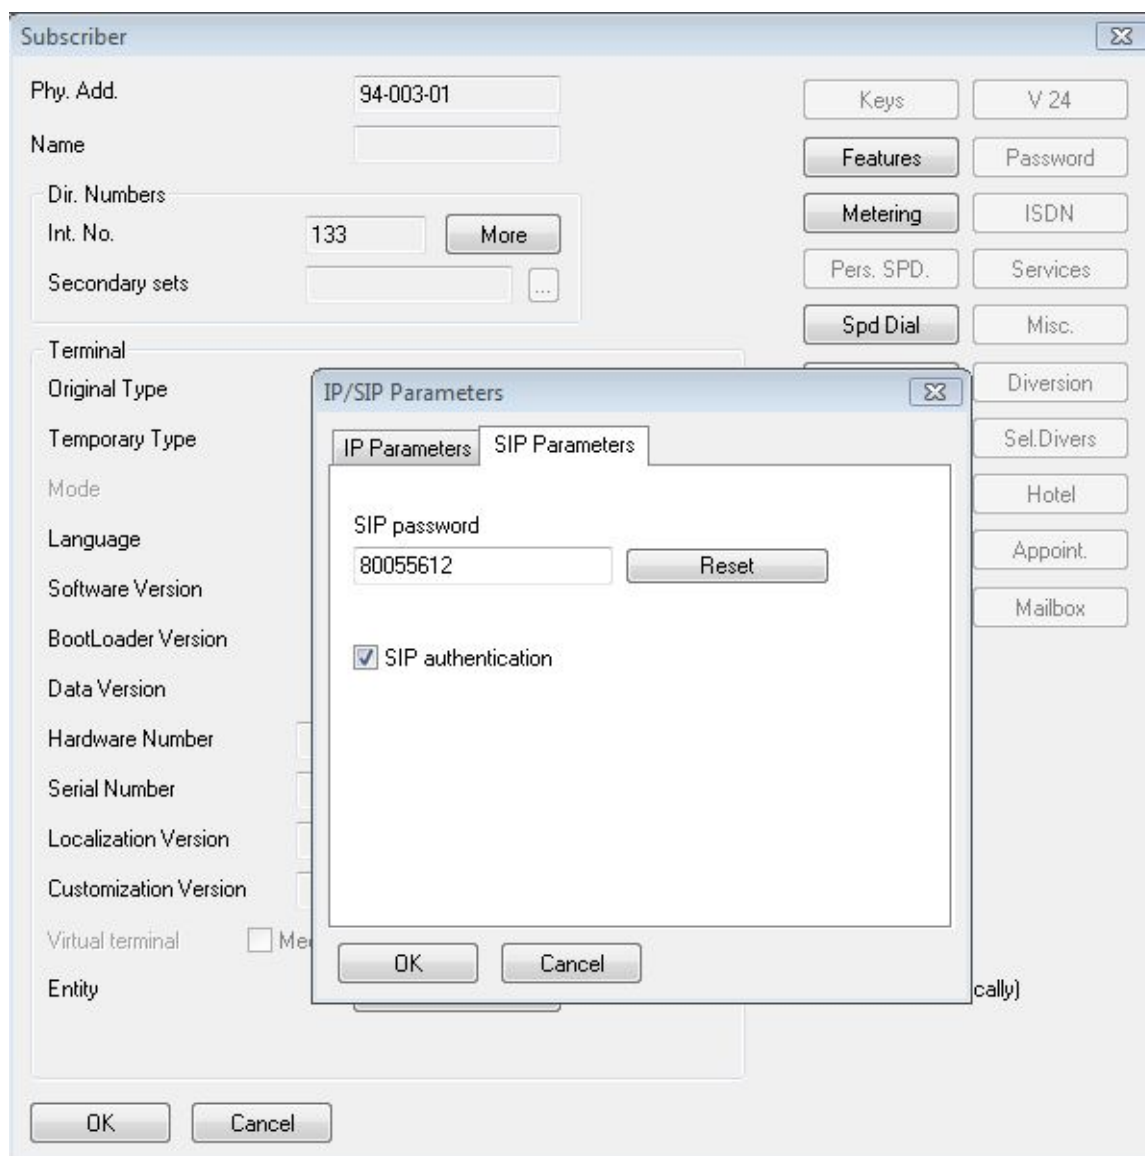 Subscriber
Phy. Add. 94-003-01
Name
Dir. Numbers
Int. No. 133 More
Secondary sets ...
Terminal
Original Type
Temporary Type
Mode
Language
Software Version
BootLoader Version
Data Version
Hardware Number
Serial Number
Localization Version
Customization Version
Virtual terminal
Entity
cally)
OK Cancel
Keys V 24
Features Password
Metering ISDN
Pers. SPD. Services
Spd Dial Misc.
Diversion
Sel.Divers
Hotel
Appoint.
Mailbox
IP/SIP Parameters
IP Parameters SIP Parameters
SIP password
80055612 Reset
SIP authentication
OK Cancel